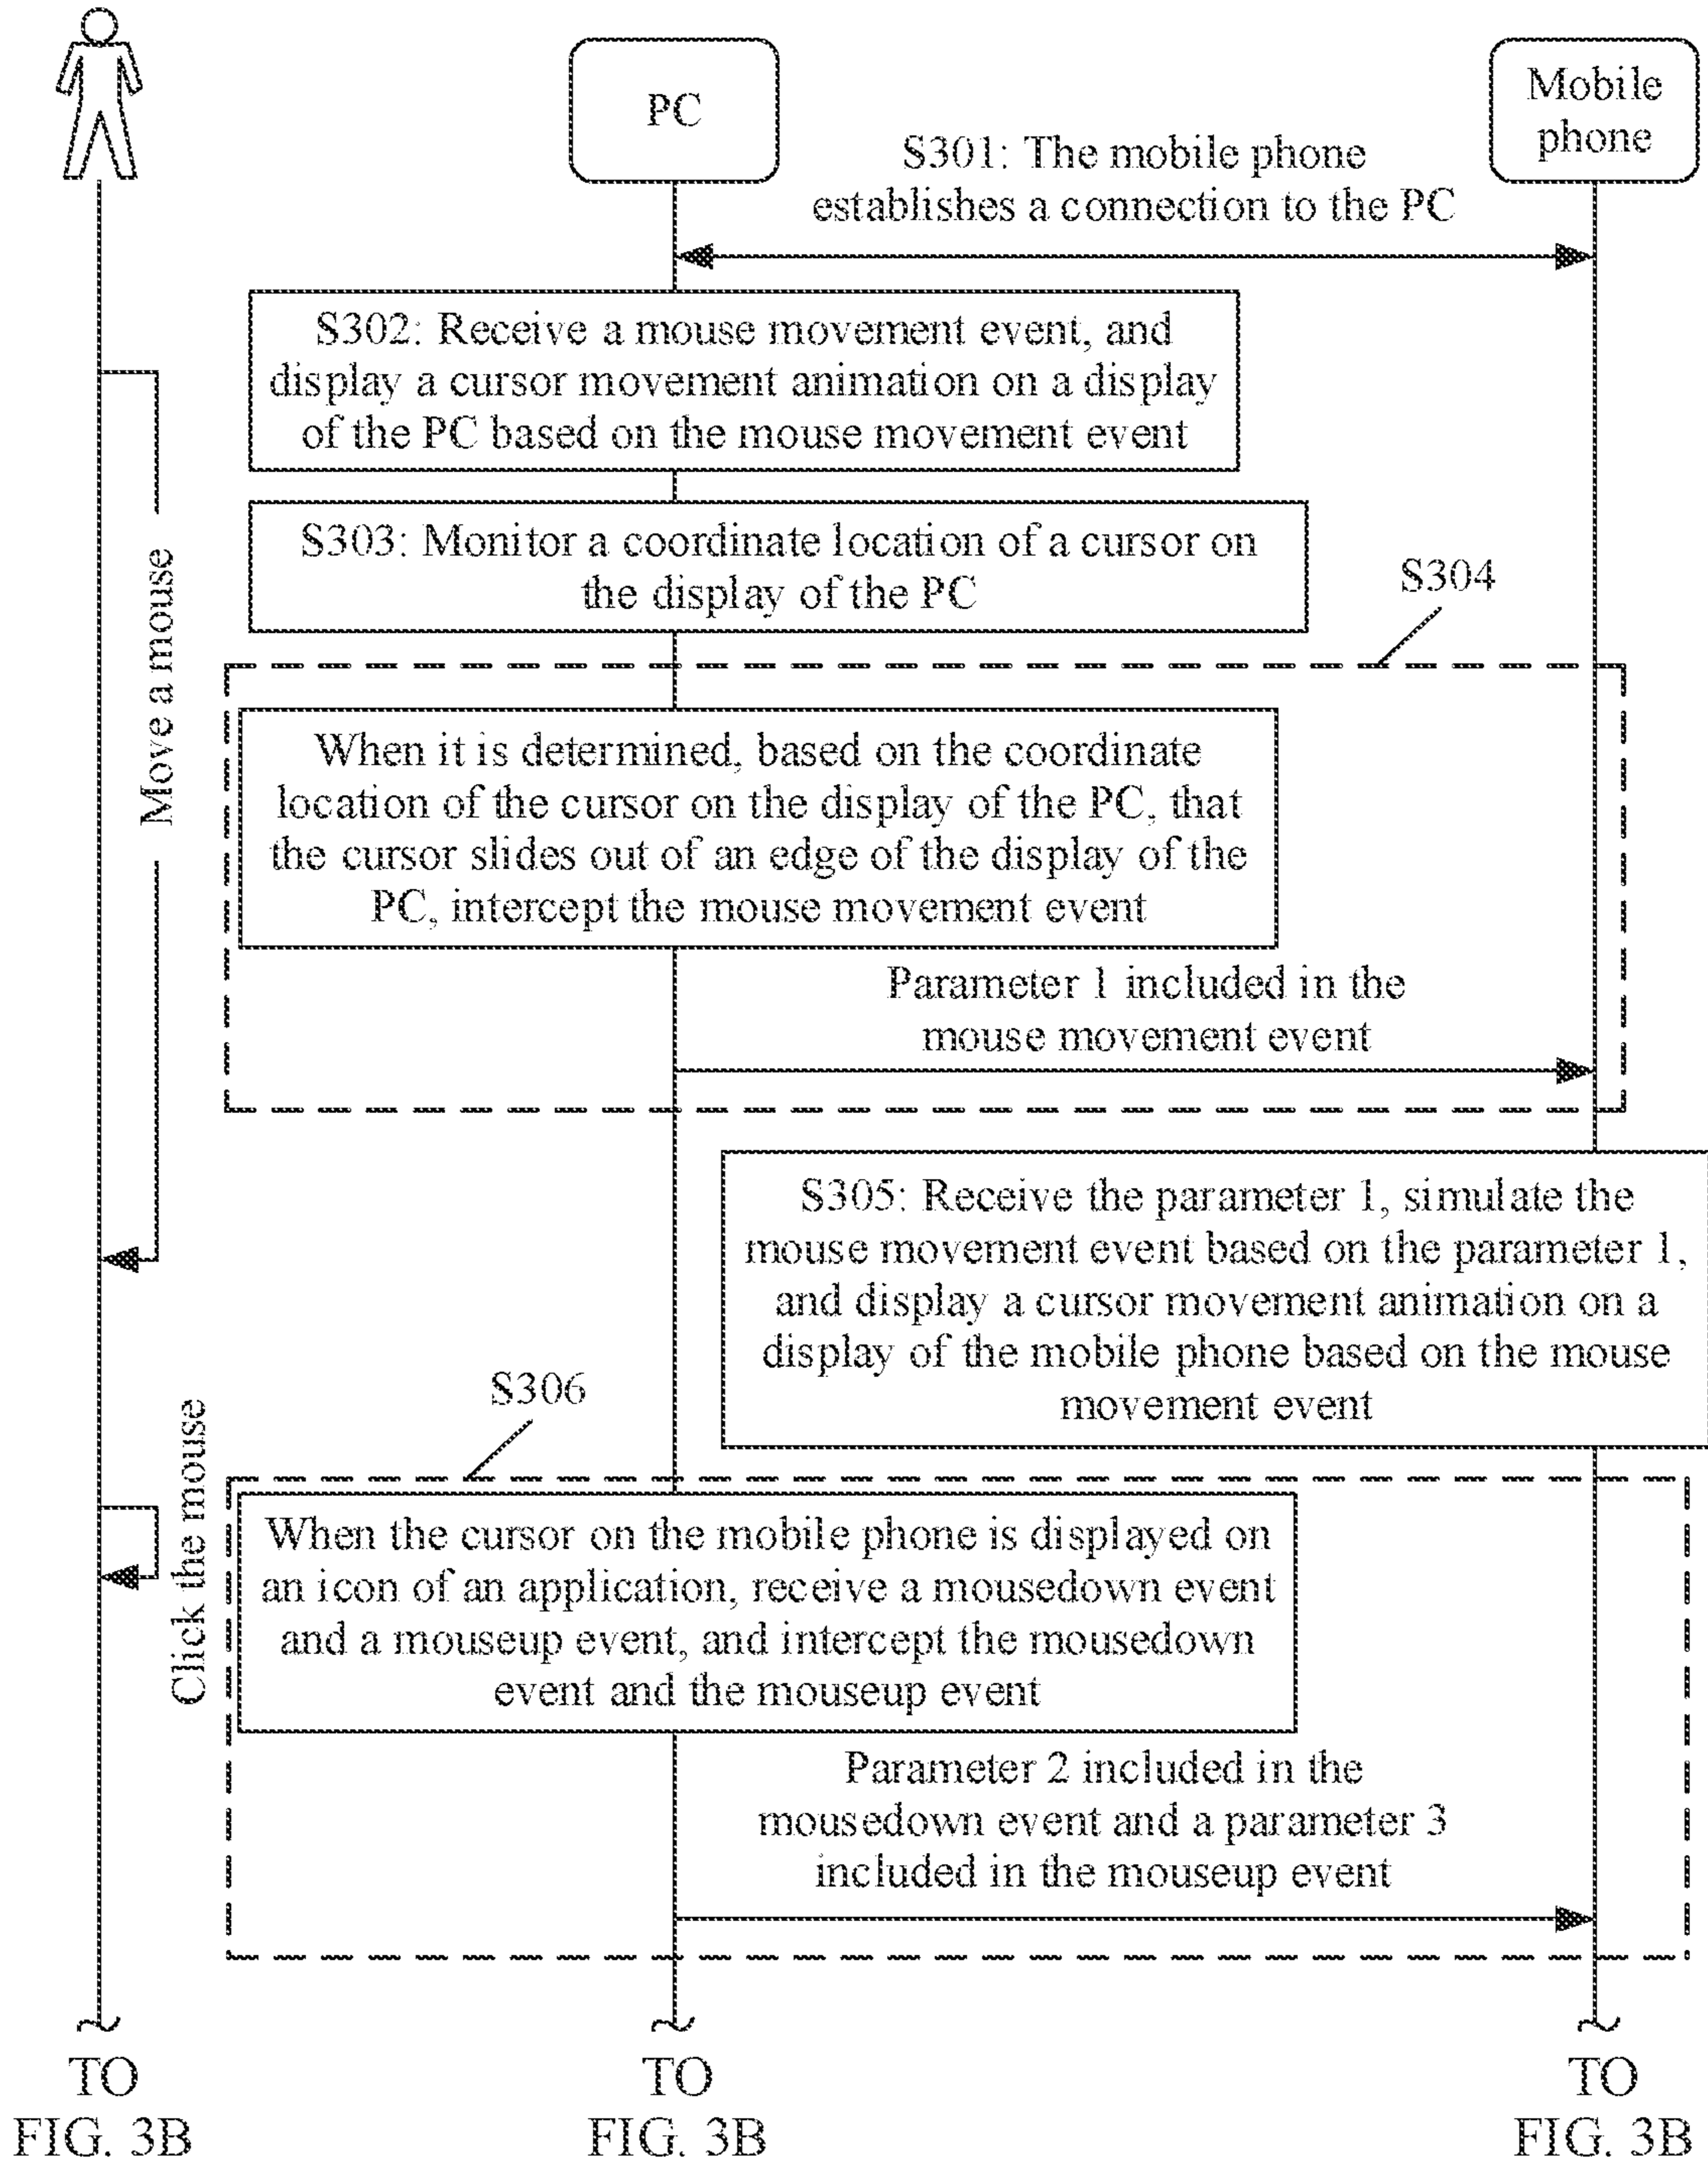 PC
Mobile
phone
S301: The mobile phone
establishes a connection to the PC
S302: Receive a mouse movement event, and
display a cursor movement animation on a display
of the PC based on the mouse movement event
S303: Monitor a coordinate location of a cursor on
the display of the PC
Move a mouse
S304
When it is determined, based on the coordinate
location of the cursor on the display of the PC, that
the cursor slides out of an edge of the display of the
PC, intercept the mouse movement event
Parameter 1 included in the
mouse movement event
S305: Receive the parameter 1, simulate the
mouse movement event based on the parameter 1,
and display a cursor movement animation on a
display of the mobile phone based on the mouse
movement event
S306
Click the mouse
When the cursor on the mobile phone is displayed on
an icon of an application, receive a mousedown event
and a mouseup event, and intercept the mousedown
event and the mouseup event
Parameter 2 included in the
mousedown event and a parameter 3
included in the mouseup event
TO
FIG. 3B
TO
FIG. 3B
TO
FIG. 3B